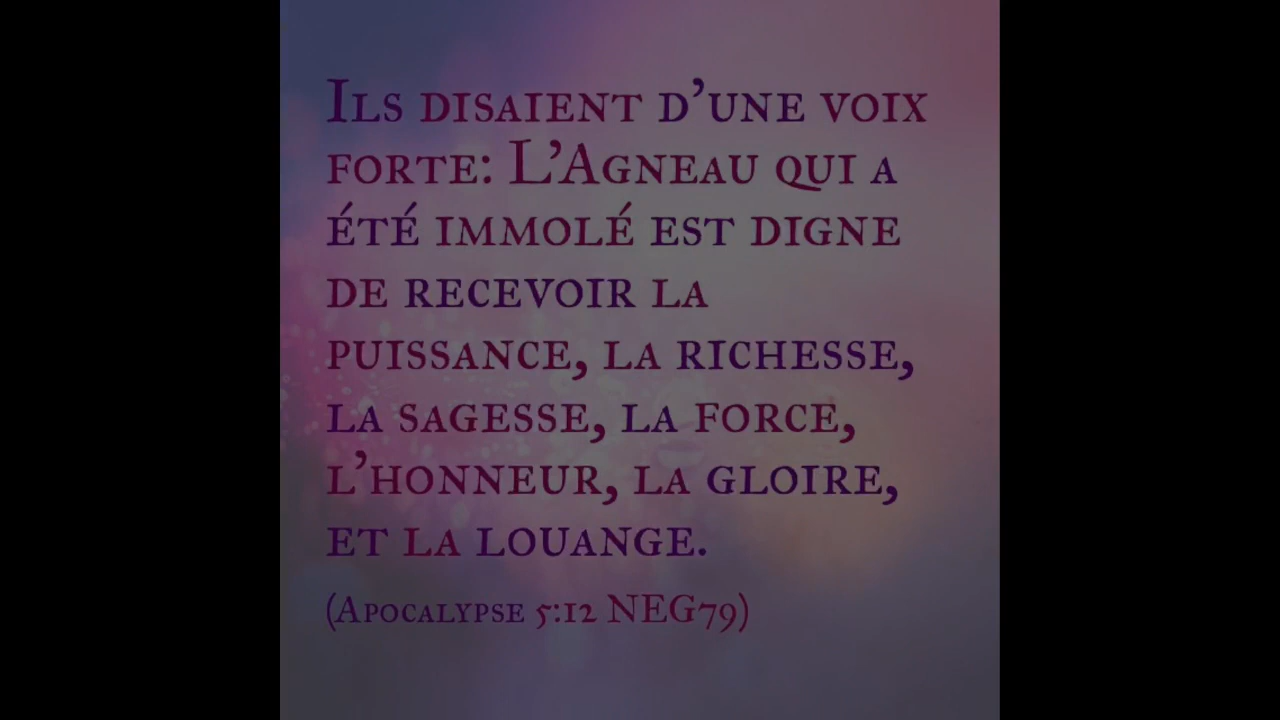 Ils disaient d'une voix
forte: L'Agneau qui a
été immolé est digne
de recevoir la
puissance, la richesse,
la sagesse, la force,
l'honneur, la gloire,
et la louange.
(Apocalypse 5:12 NEG79)